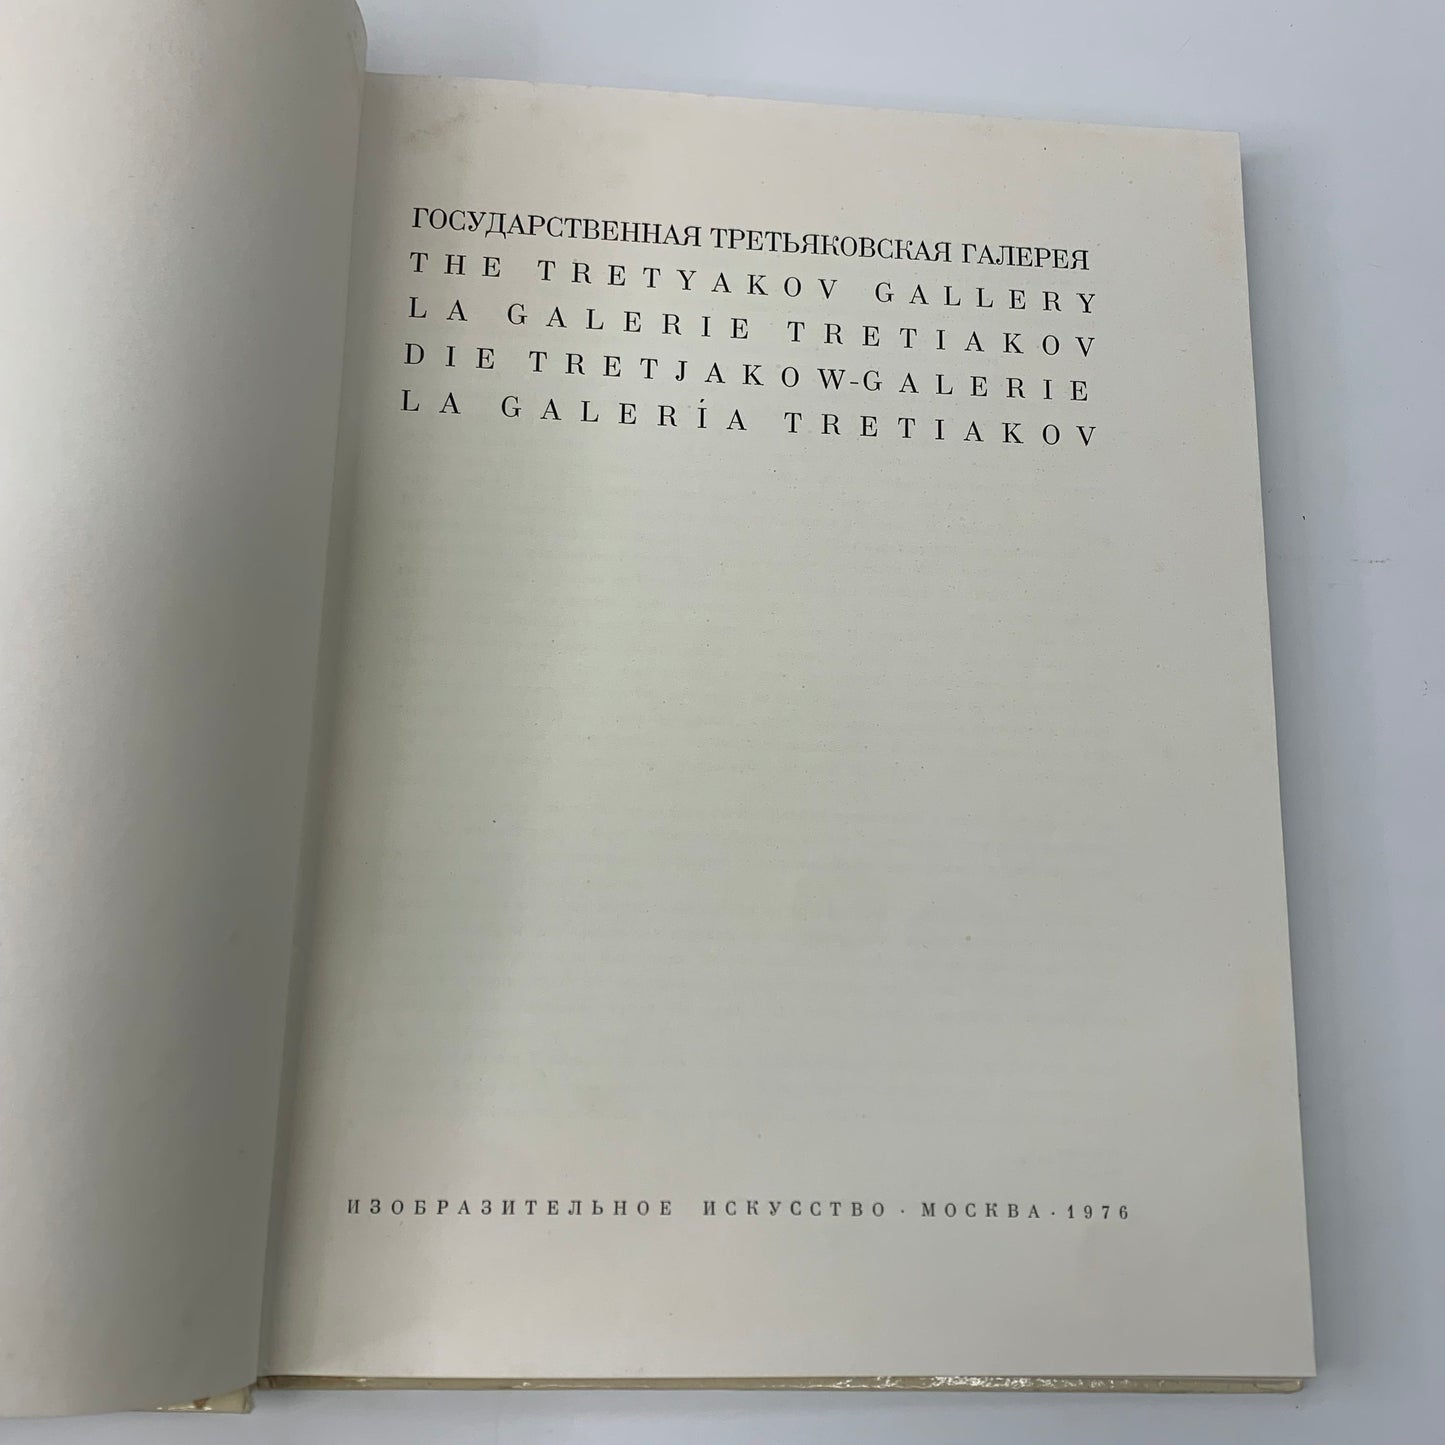 ГОСУДАРСТВЕННАЯ ТРЕТЬЯКОВСКАЯ ГАЛЕРЕЯ
THE TRETYAKOV GALLERY
LA GALERIE TRETIAKOV
DIE TRETJAKOW-GALERIE
LA GALERÍA TRETIAKOV
ИЗОБРАЗИТЕЛЬНОЕ ИСКУССТВО · МОСКВА · 1976